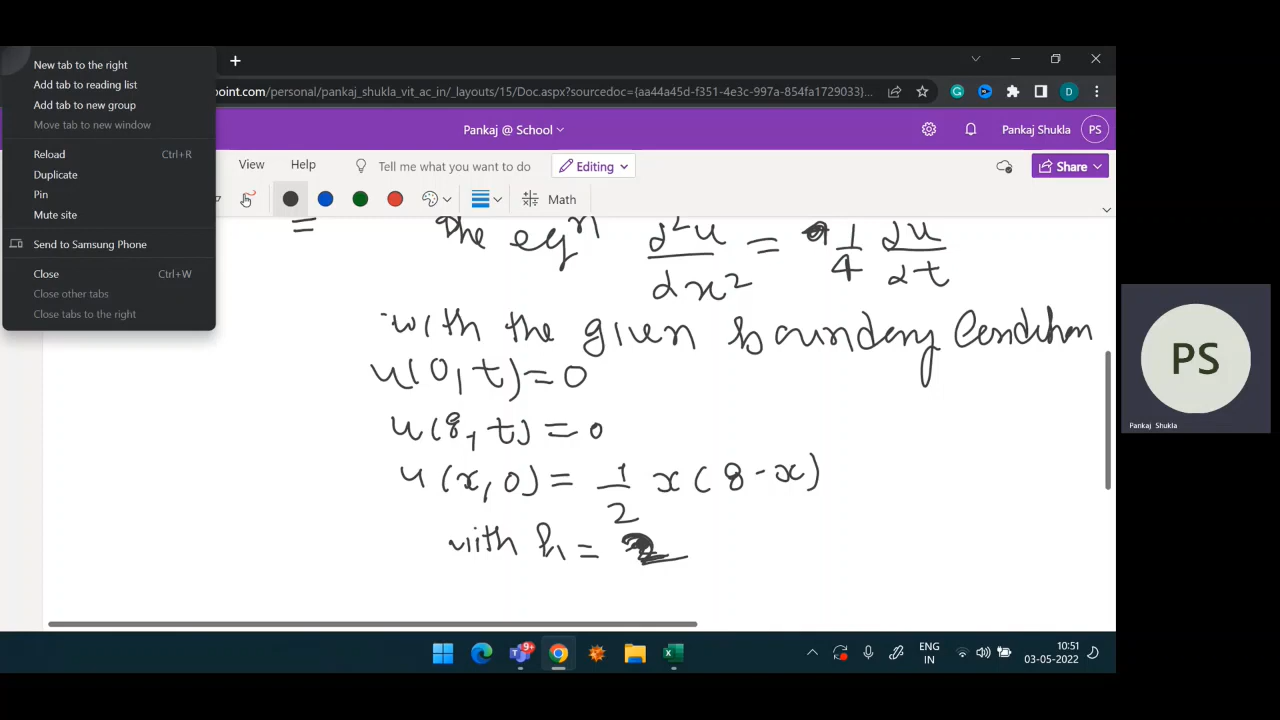 New tab to the right
Add tab to reading list
Add tab to new group
Move tab to new window
Reload Ctrl+R
Duplicate
Pin
Mute site
Send to Samsung Phone
Close Ctrl+W
Close other tabs
Close tabs to the right
point.com/personal/pankaj_shukla_vit_ac_in/_layouts/15/Doc.aspx?sourcedoc={aa44a45d-f351-4e3c-997a-854fa1729033}...
G
D
Pankaj @ School
Pankaj Shukla PS
View Help Tell me what you want to do Editing Share
Math
the eqn ∂²u/∂x² = 1/4 ∂u/∂t
with the given boundary Condition
u(0,t)=0
u(8,t)=0
u(x,0) = 1/2 x(8-x)
with h =
PS
Pankaj Shukla
9+
ENG
IN
10:51
03-05-2022